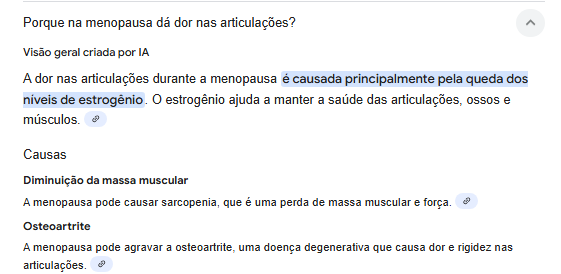 Porque na menopausa dá dor nas articulações?
Visão geral criada por IA
A dor nas articulações durante a menopausa é causada principalmente pela queda dos
níveis de estrogênio. O estrogênio ajuda a manter a saúde das articulações, ossos e
músculos.
Causas
Diminuição da massa muscular
A menopausa pode causar sarcopenia, que é uma perda de massa muscular e força.
Osteoartrite
A menopausa pode agravar a osteoartrite, uma doença degenerativa que causa dor e rigidez nas
articulações.